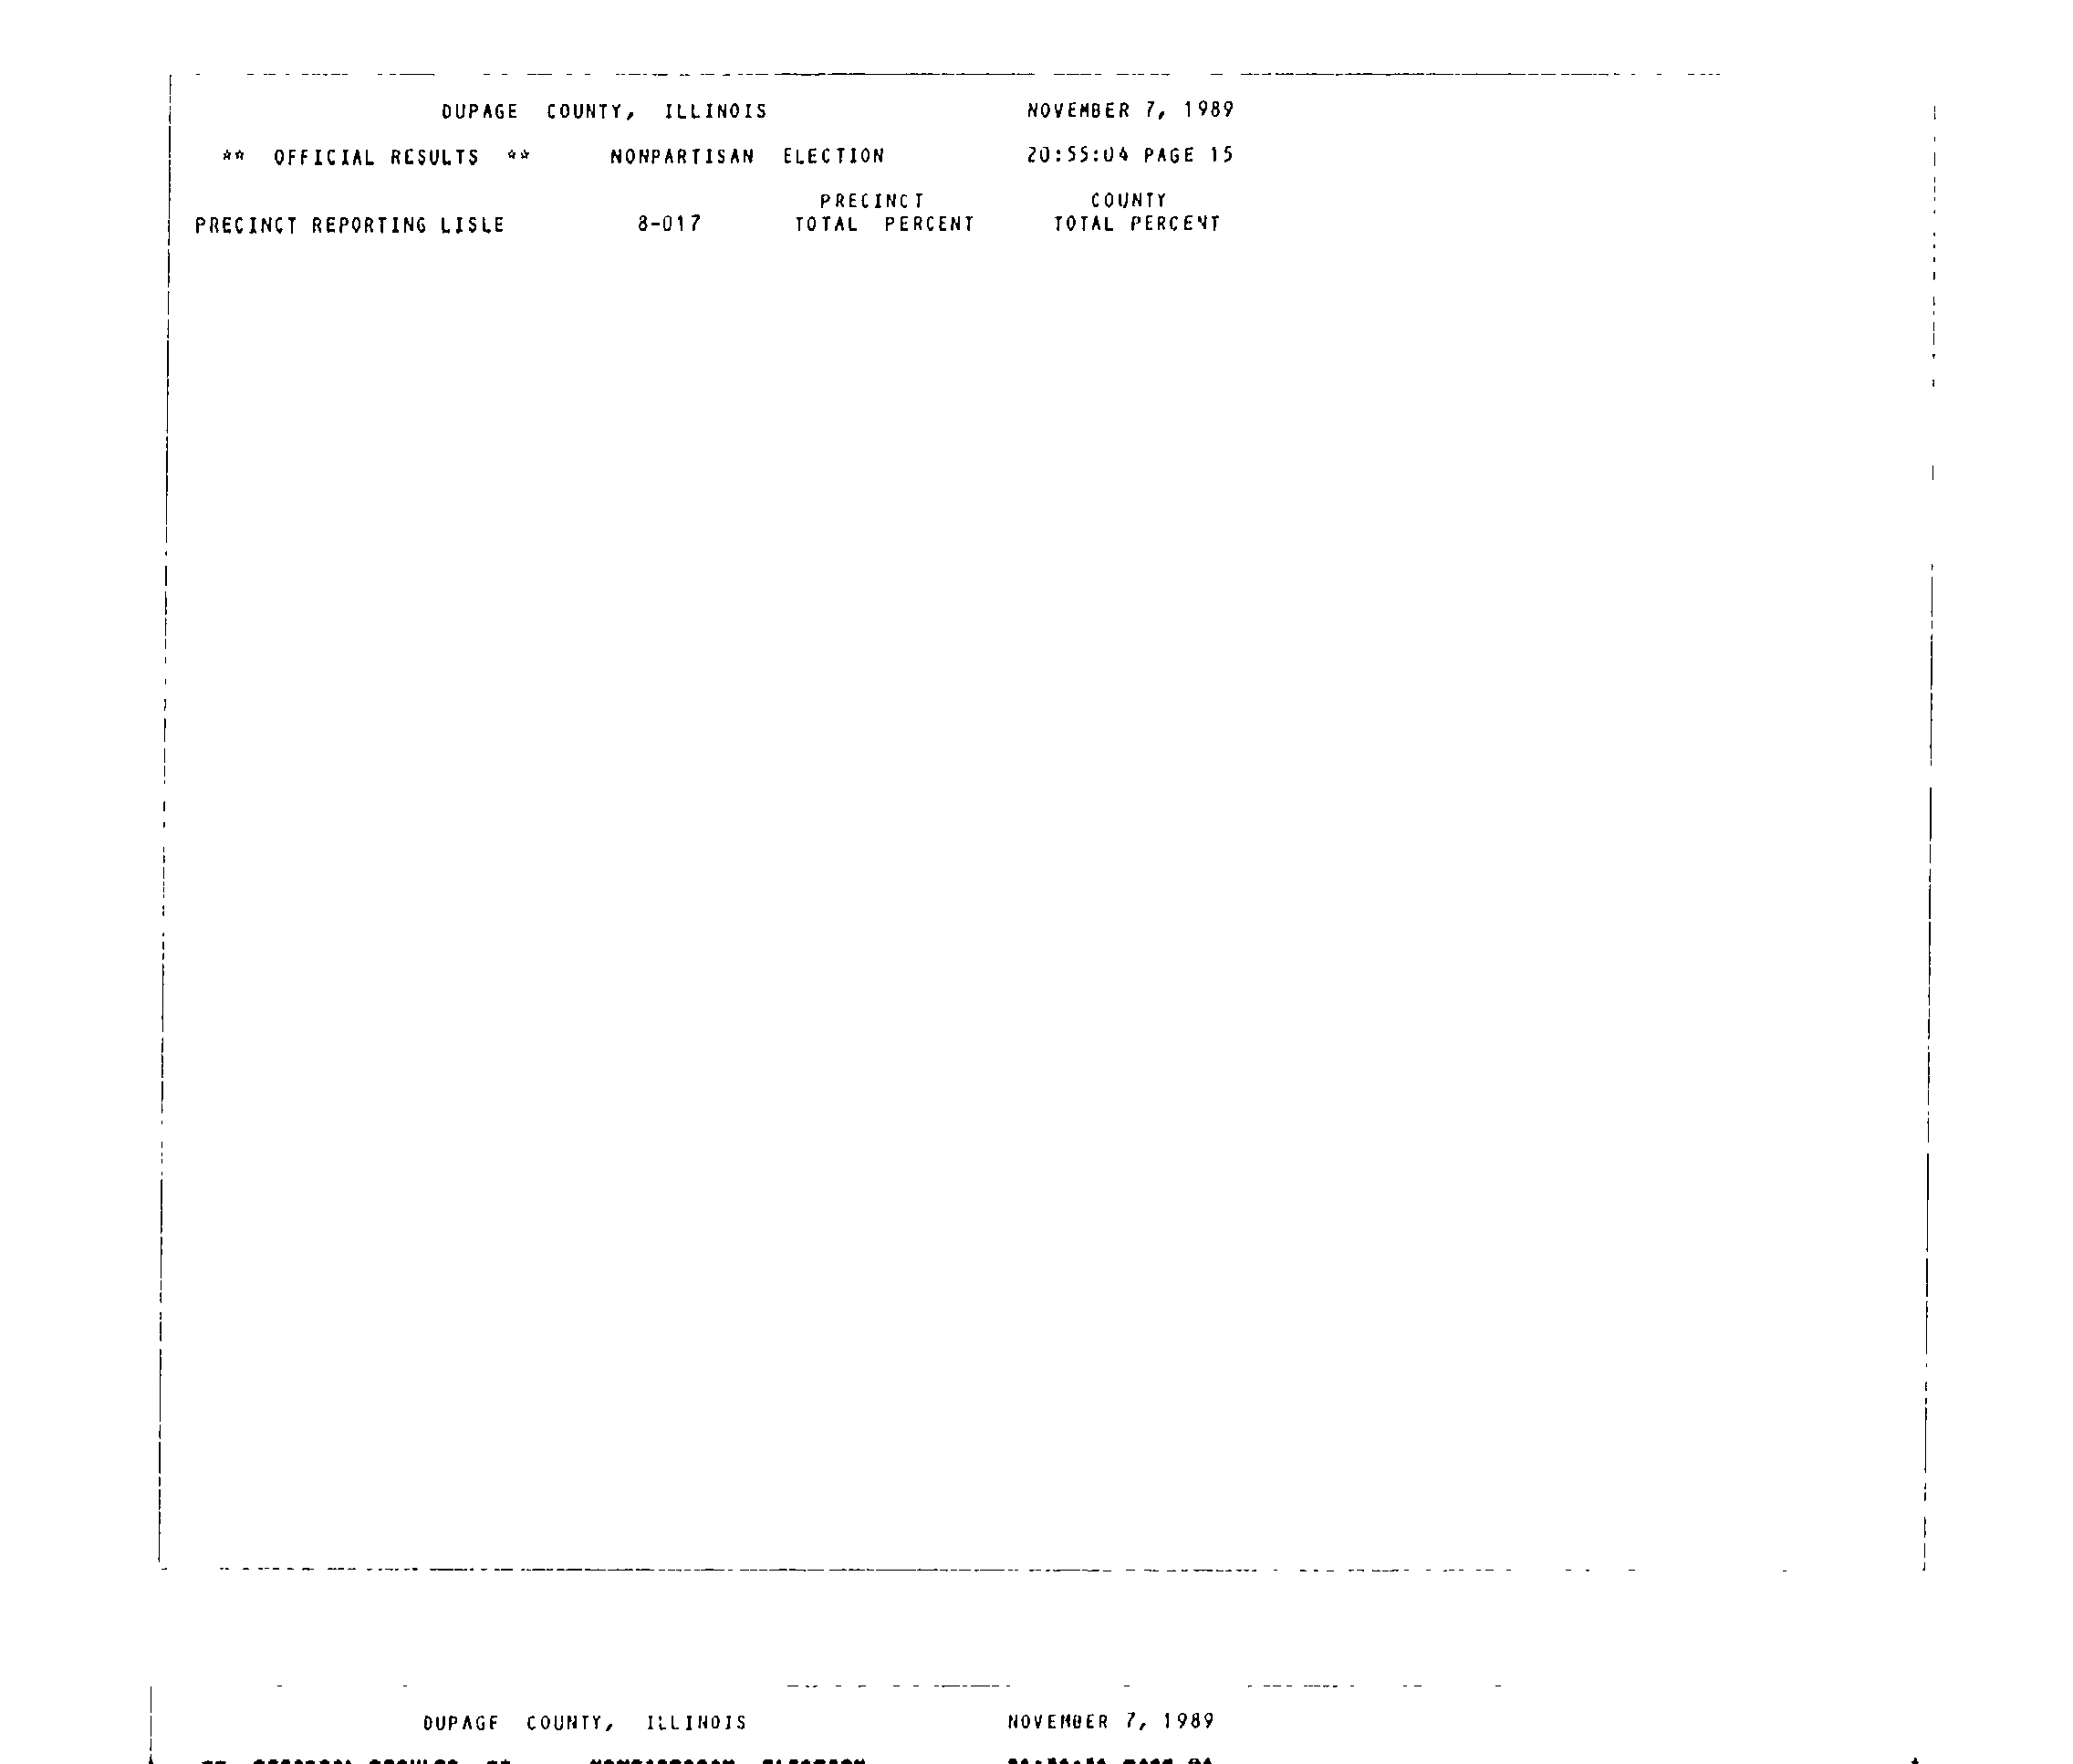 DUPAGE COUNTY, ILLINOIS NOVEMBER 7, 1989
** OFFICIAL RESULTS ** NONPARTISAN ELECTION 20:55:04 PAGE 15
PRECINCT COUNTY
PRECINCT REPORTING LISLE 8-017 TOTAL PERCENT TOTAL PERCENT
DUPAGE COUNTY, ILLINOIS NOVEMBER 7, 1989